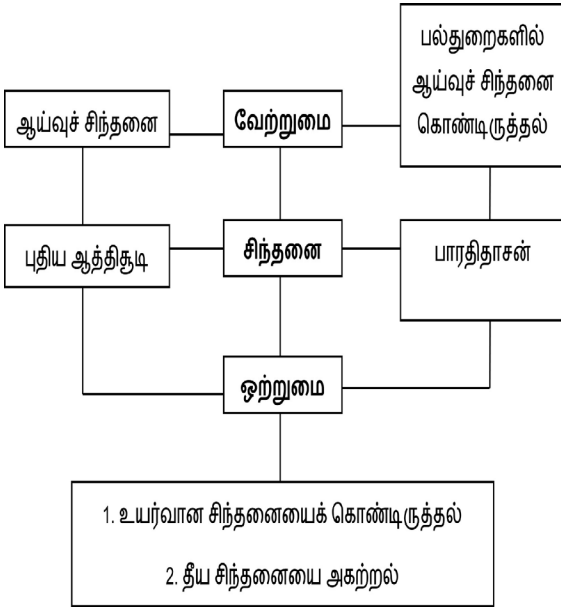 பல்துறைகளில்
ஆய்வுச் சிந்தனை
கொண்டிருத்தல்
ஆய்வுச் சிந்தனை
வேற்றுமை
புதிய ஆத்திசூடி
சிந்தனை
பாரதிதாசன்
ஒற்றுமை
1. உயர்வான சிந்தனையைக் கொண்டிருத்தல்
2. தீய சிந்தனையை அகற்றல்